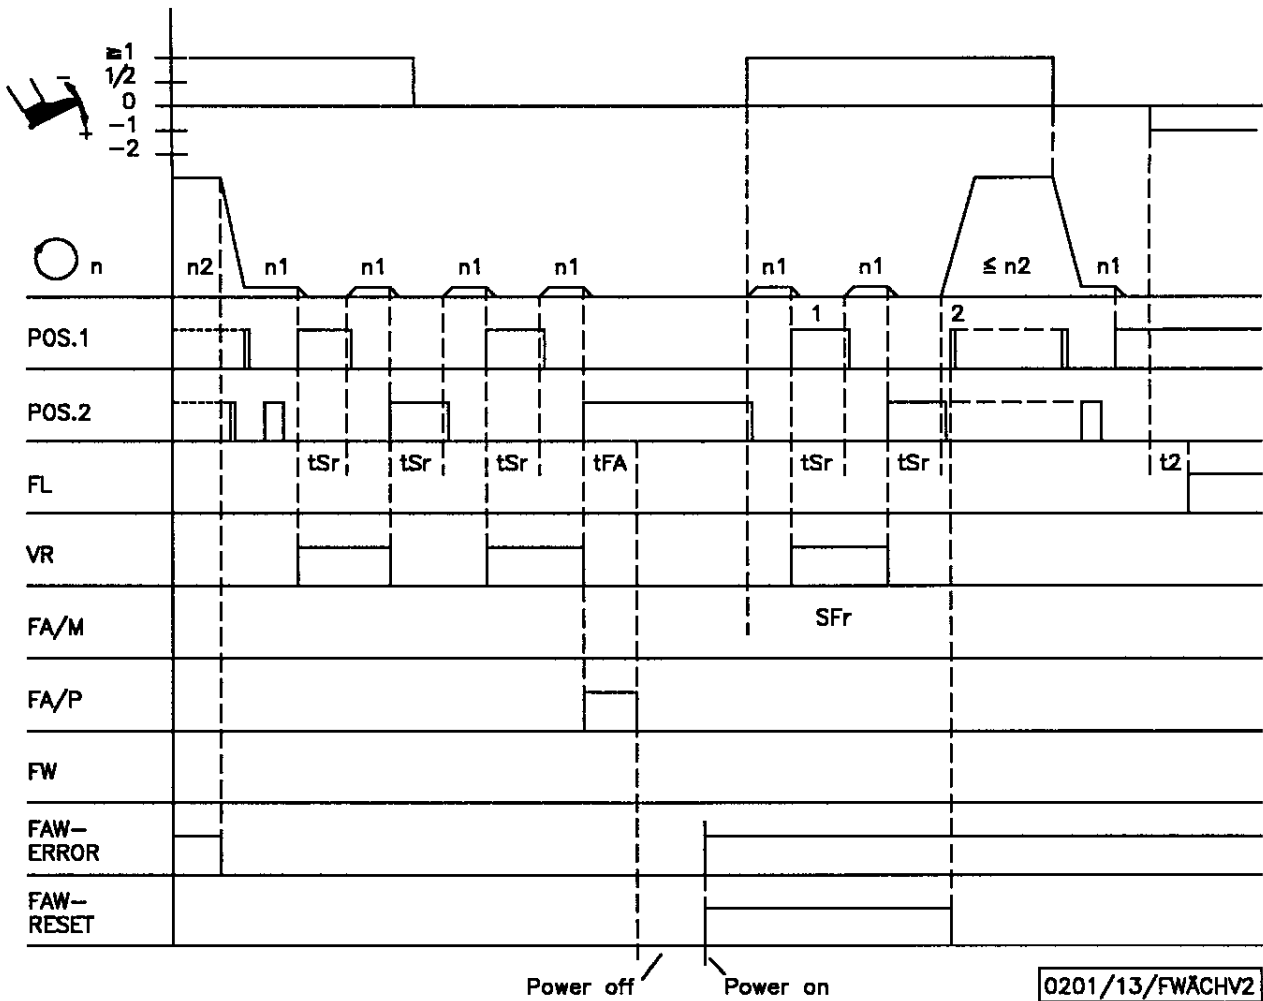 ≥1
1/2
0
−1
−2
− +
n n2 n1 n1 n1 n1 n1 n1 ≤ n2 n1
POS.1 1 2
POS.2
tSr tSr tSr tFA tSr tSr t2
FL
VR
FA/M SFr
FA/P
FW
FAW−
ERROR
FAW−
RESET
Power off Power on
0201/13/FWÄCHV2